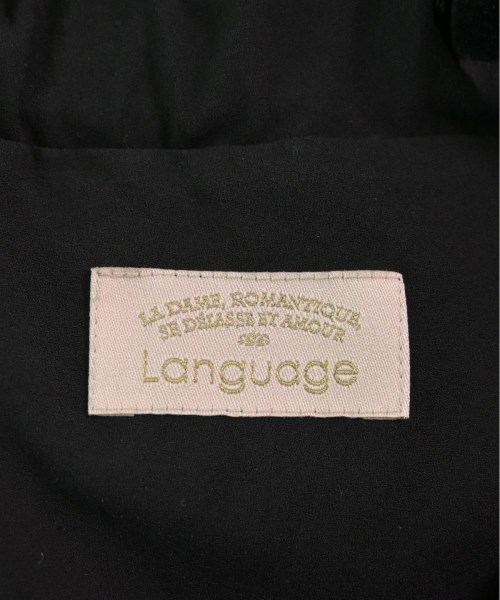 LA DAME, ROMANTIQUE,
SE DÉLASSE ET AMOUR
Language